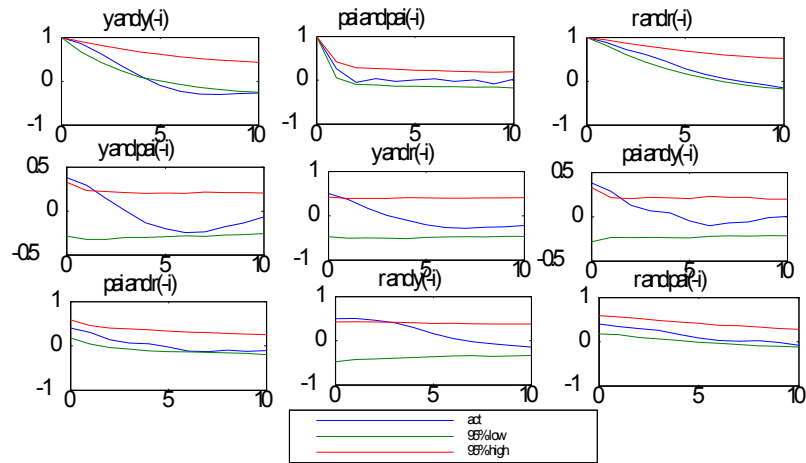 yandy(-i) paiandpai(-i) randr(-i)
1 1 1
0 0 0
-1 -1 -1
0 5 10 0 5 10 0 5 10
yandpai(-i) yandr(-i) paiandy(-i)
0.5 1 0.5
0 0 0
-0.5 -1 -0.5
0 5 10 0 5 10 0 5 10
paiandr(-i) randy(-i) randpai(-i)
1 1 1
0 0 0
-1 -1 -1
0 5 10 0 5 10 0 5 10
act
95%low
95%high